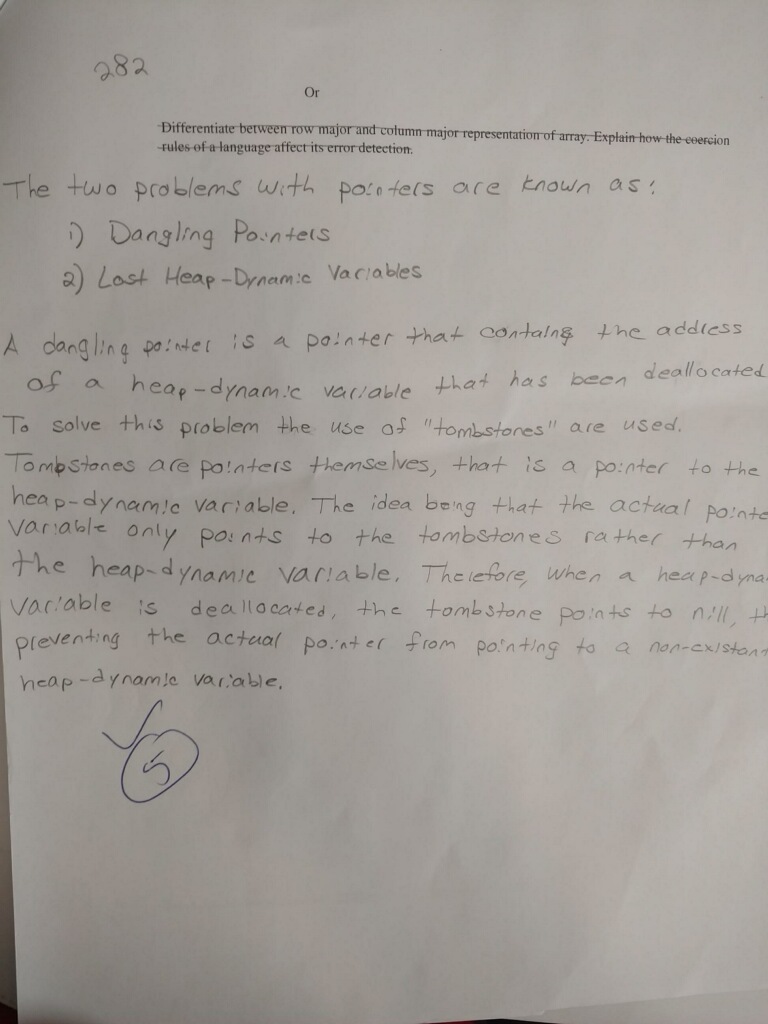 282
Or
Differentiate between row major and column major representation of array. Explain how the coercion
rules of a language affect its error detection.
The two problems with pointers are known as:
1) Dangling Pointers
2) Lost Heap-Dynamic Variables
A dangling pointer is a pointer that contains the address
of a heap-dynamic variable that has been deallocated
To solve this problem the use of "tombstones" are used.
Tombstones are pointers themselves, that is a pointer to the
heap-dynamic variable. The idea being that the actual pointe
variable only points to the tombstones rather than
the heap-dynamic variable. Therefore, when a heap-dyna
variable is deallocated, the tombstone points to nill, th
preventing the actual pointer from pointing to a non-existan
heap-dynamic variable.
5